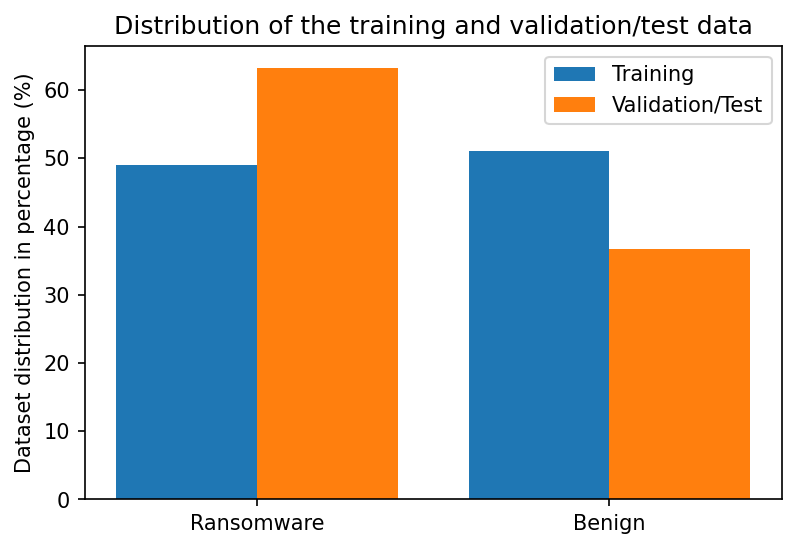 Distribution of the training and validation/test data
Dataset distribution in percentage (%)
60
50
40
30
20
10
0
Training
Validation/Test
Ransomware
Benign